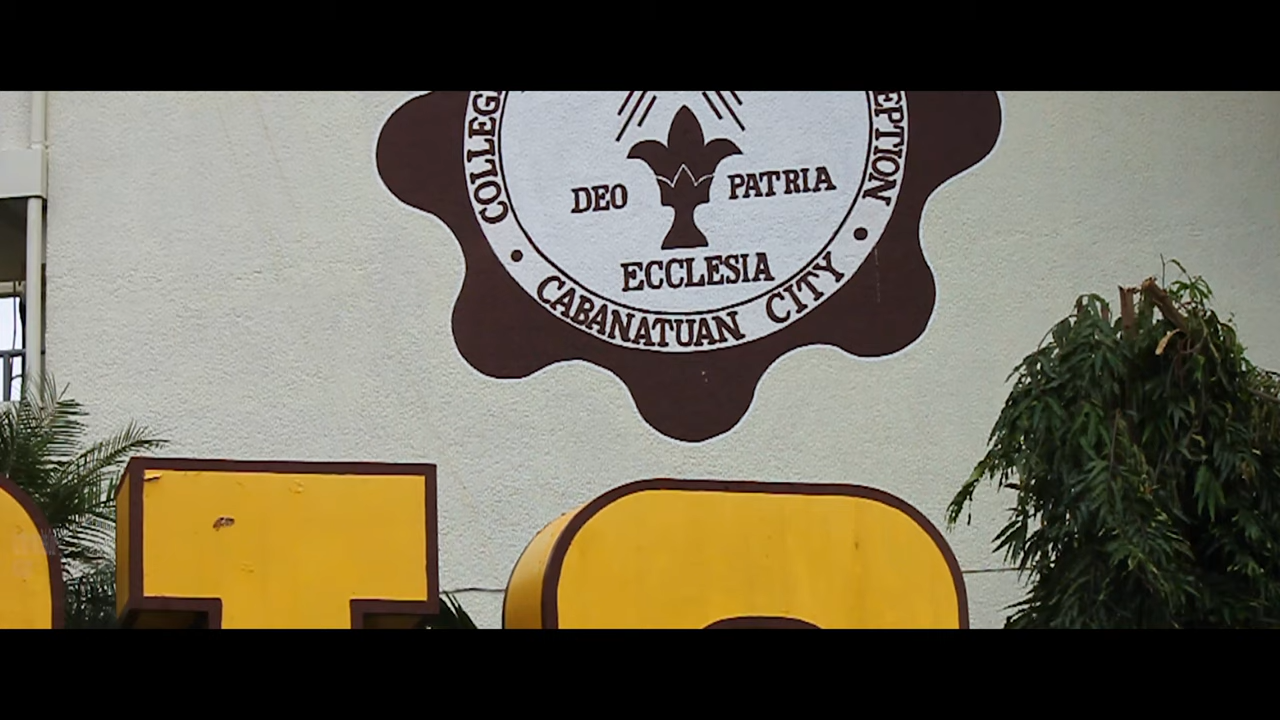 COLLEG
EPTION
DEO PATRIA
ECCLESIA
CABANATUAN CITY